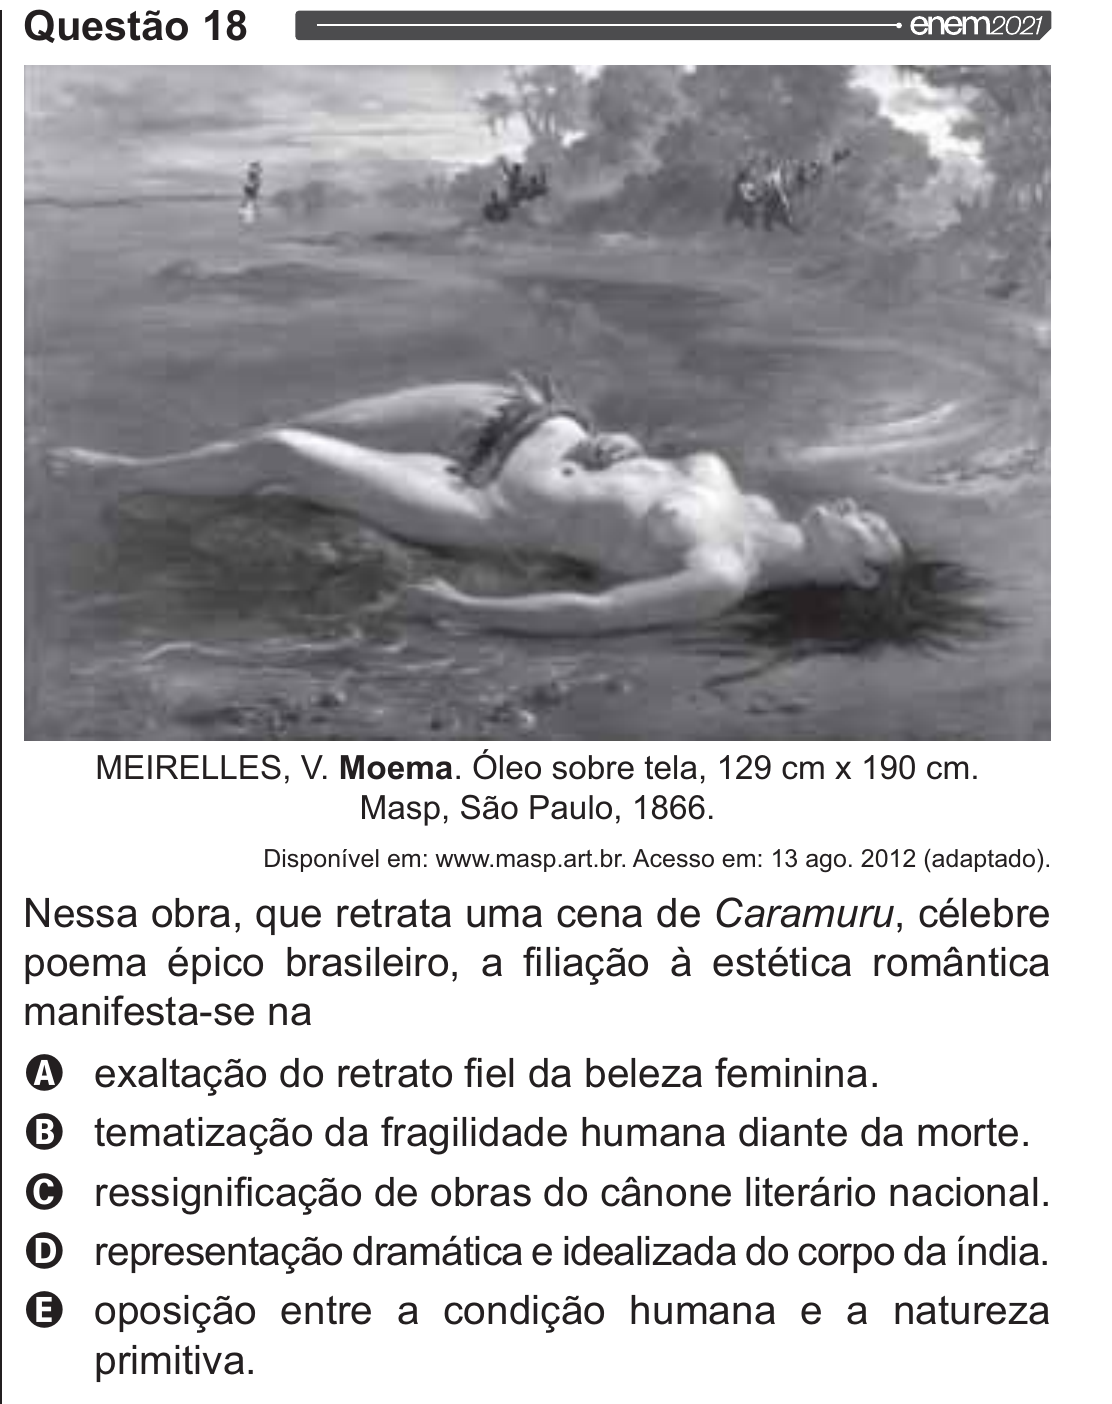 Questão 18
enem2021
MEIRELLES, V. Moema. Óleo sobre tela, 129 cm x 190 cm.
Masp, São Paulo, 1866.
Disponível em: www.masp.art.br. Acesso em: 13 ago. 2012 (adaptado).
Nessa obra, que retrata uma cena de Caramuru, célebre
poema épico brasileiro, a filiação à estética romântica
manifesta-se na
A exaltação do retrato fiel da beleza feminina.
B tematização da fragilidade humana diante da morte.
C ressignificação de obras do cânone literário nacional.
D representação dramática e idealizada do corpo da índia.
E oposição entre a condição humana e a natureza
primitiva.